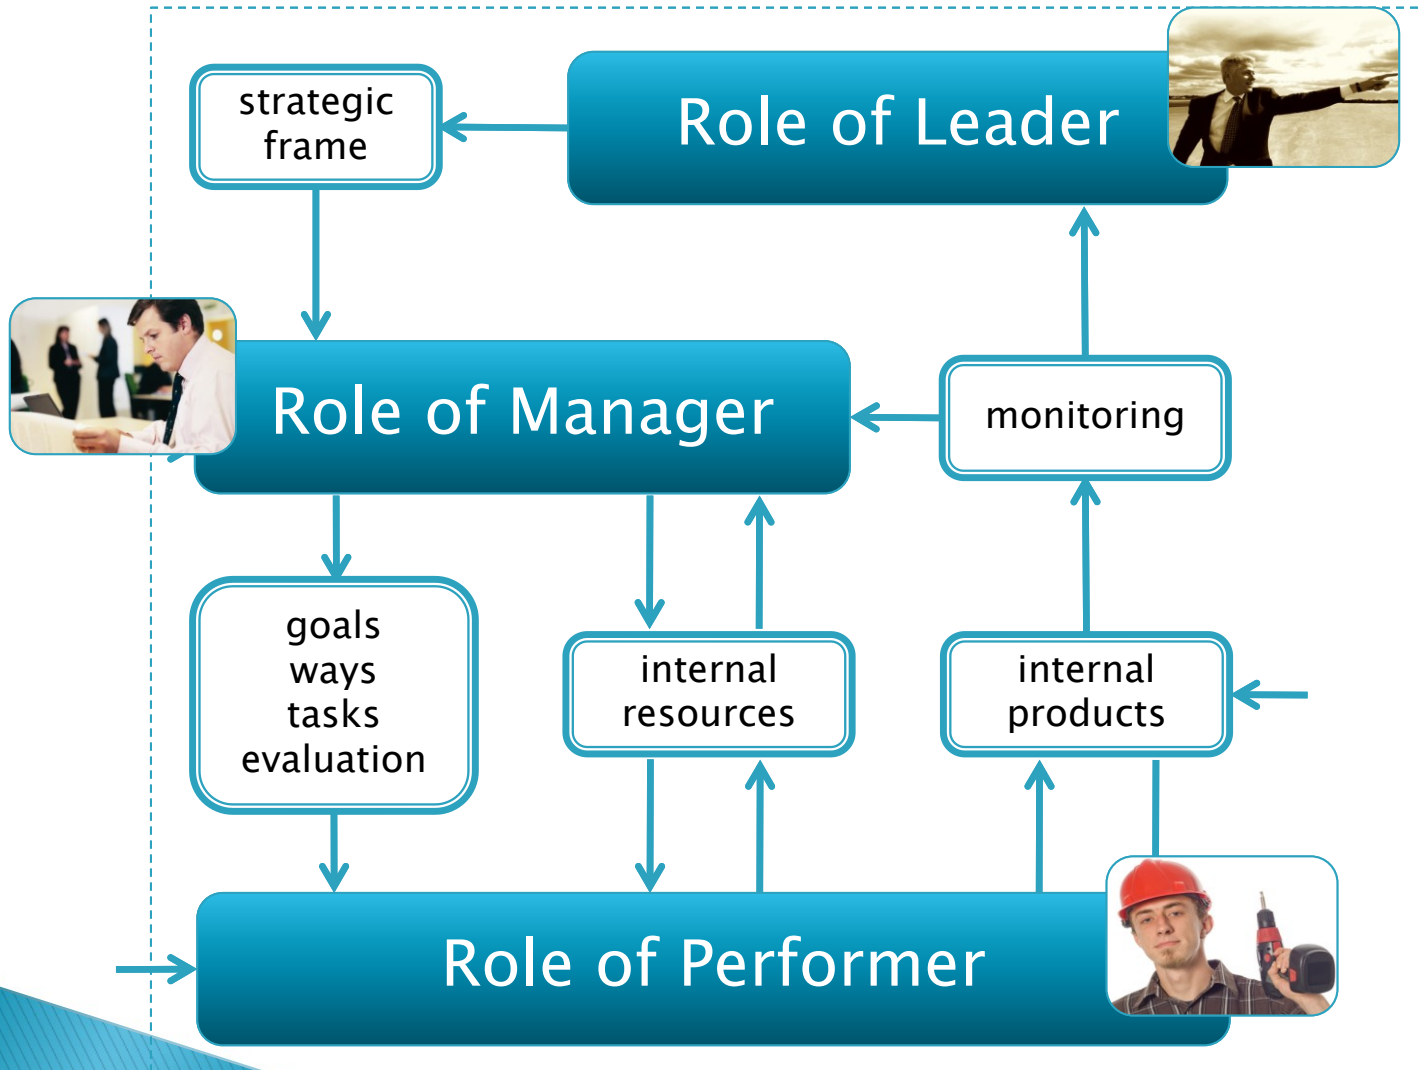 strategic
frame
Role of Leader
Role of Manager
monitoring
goals
ways
tasks
evaluation
internal
resources
internal
products
Role of Performer